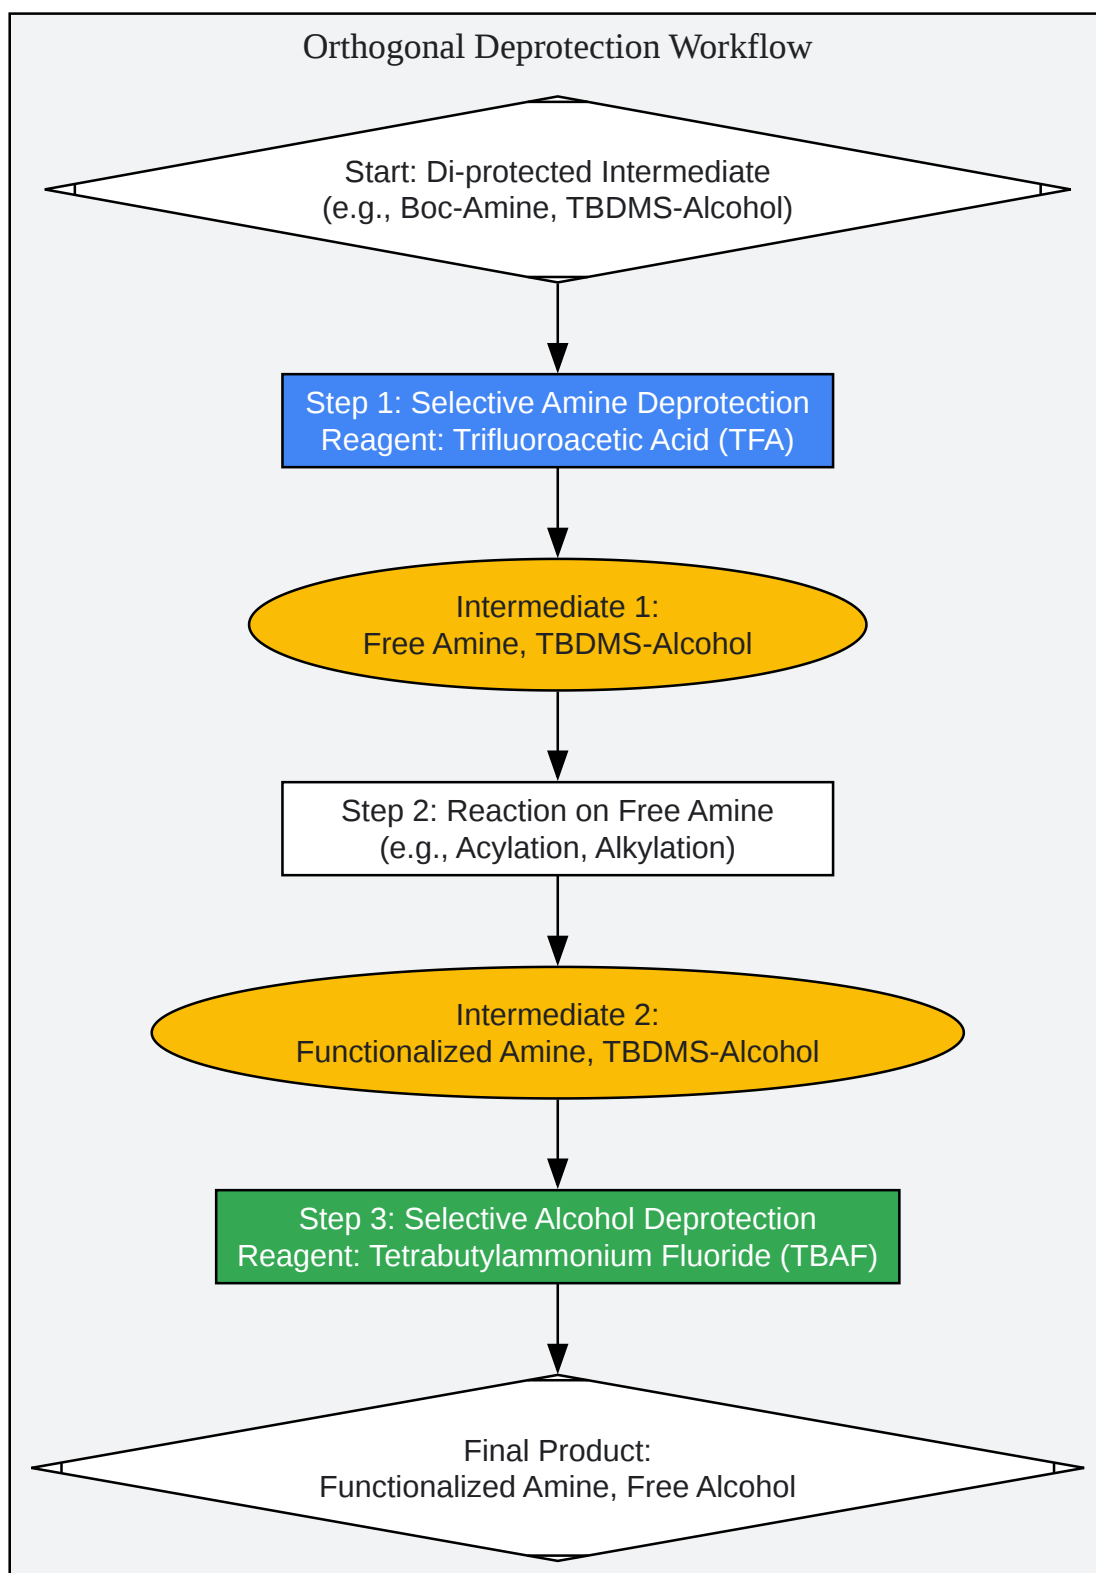 Orthogonal Deprotection Workflow
Start: Di-protected Intermediate
(e.g., Boc-Amine, TBDMS-Alcohol)
Step 1: Selective Amine Deprotection
Reagent: Trifluoroacetic Acid (TFA)
Intermediate 1:
Free Amine, TBDMS-Alcohol
Step 2: Reaction on Free Amine
(e.g., Acylation, Alkylation)
Intermediate 2:
Functionalized Amine, TBDMS-Alcohol
Step 3: Selective Alcohol Deprotection
Reagent: Tetrabutylammonium Fluoride (TBAF)
Final Product:
Functionalized Amine, Free Alcohol